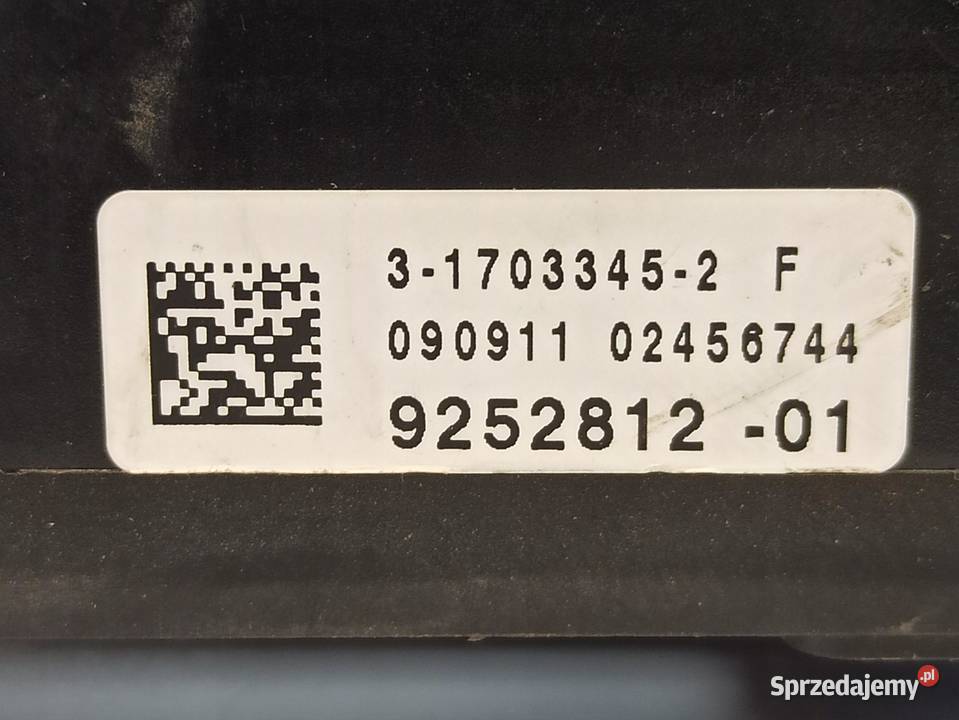 3-1703345-2 F
090911 02456744
9252812 -01
Sprzedajemy.pl